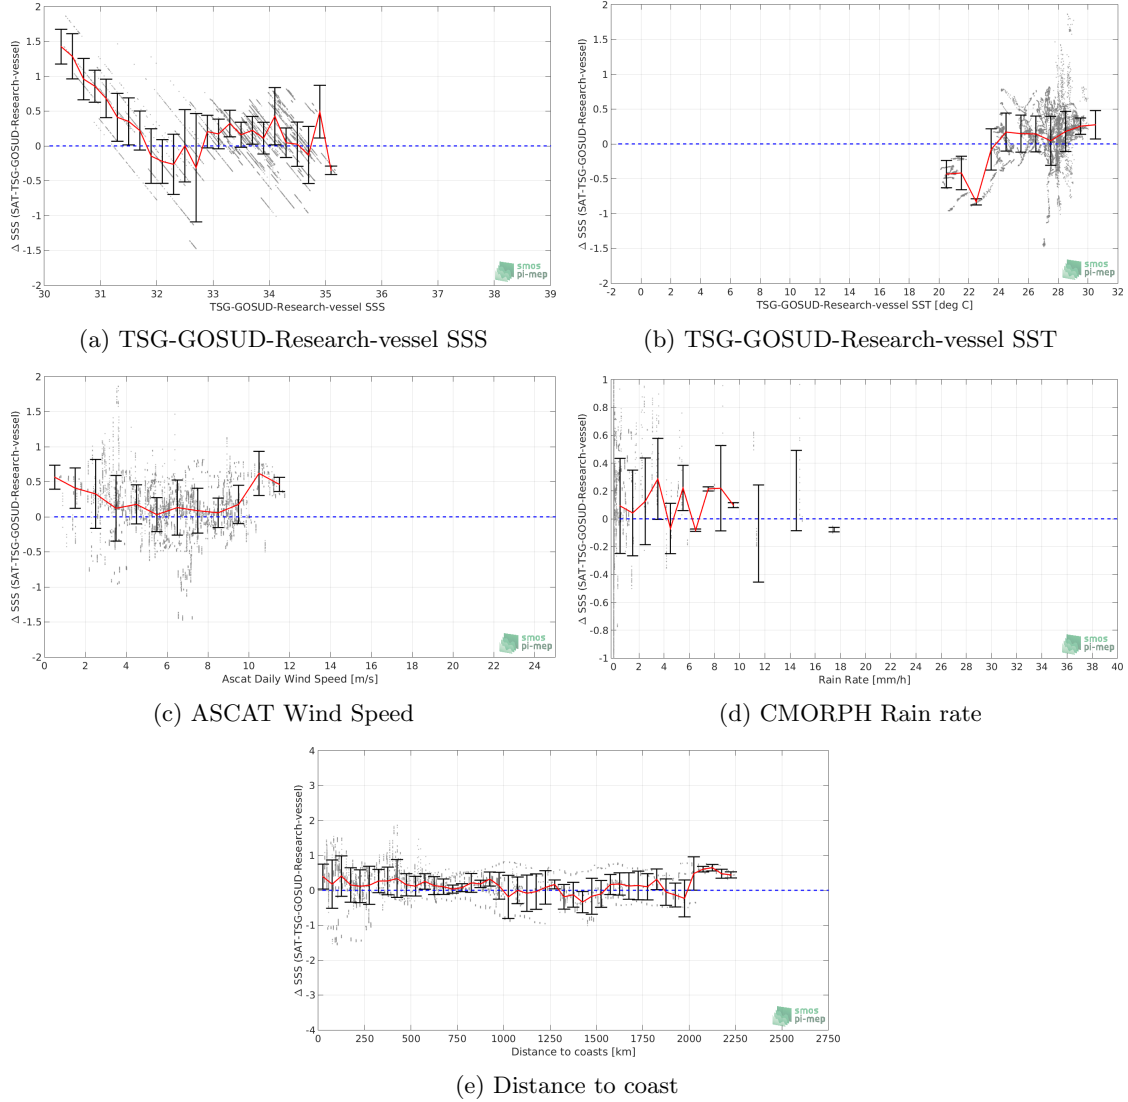 2
1.5
1
0.5
0
-0.5
-1
-1.5
-2
Δ SSS (SAT-TSG-GOSUD-Research-vessel)
30 31 32 33 34 35 36 37 38 39
TSG-GOSUD-Research-vessel SSS
smos
pi-mep
(a) TSG-GOSUD-Research-vessel SSS
2
1.5
1
0.5
0
-0.5
-1
-1.5
-2
Δ SSS (SAT-TSG-GOSUD-Research-vessel)
-2 0 2 4 6 8 10 12 14 16 18 20 22 24 26 28 30 32
TSG-GOSUD-Research-vessel SST [deg C]
smos
pi-mep
(b) TSG-GOSUD-Research-vessel SST
2
1.5
1
0.5
0
-0.5
-1
-1.5
-2
Δ SSS (SAT-TSG-GOSUD-Research-vessel)
0 2 4 6 8 10 12 14 16 18 20 22 24
Ascat Daily Wind Speed [m/s]
smos
pi-mep
(c) ASCAT Wind Speed
1
0.8
0.6
0.4
0.2
0
-0.2
-0.4
-0.6
-0.8
-1
Δ SSS (SAT-TSG-GOSUD-Research-vessel)
0 2 4 6 8 10 12 14 16 18 20 22 24 26 28 30 32 34 36 38 40
Rain Rate [mm/h]
smos
pi-mep
(d) CMORPH Rain rate
4
3
2
1
0
-1
-2
-3
-4
Δ SSS (SAT-TSG-GOSUD-Research-vessel)
0 250 500 750 1000 1250 1500 1750 2000 2250 2500 2750
Distance to coasts [km]
smos
pi-mep
(e) Distance to coast